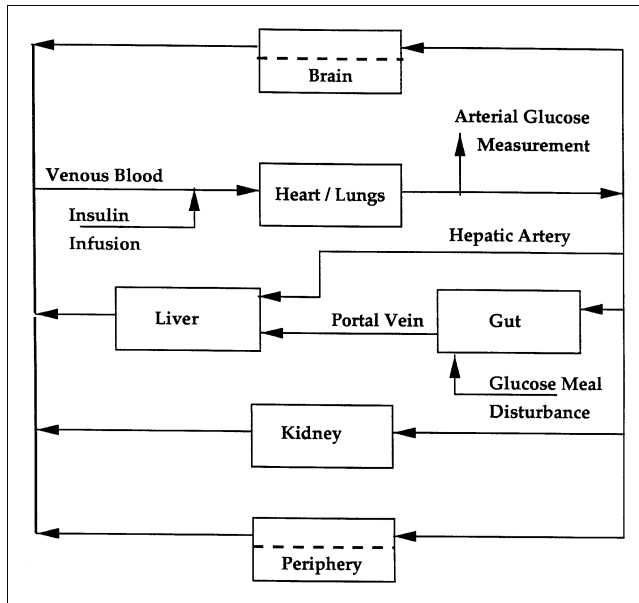 Brain
Arterial Glucose
Measurement
Venous Blood
Heart / Lungs
Insulin
Infusion
Hepatic Artery
Liver
Portal Vein
Gut
Glucose Meal
Disturbance
Kidney
Periphery